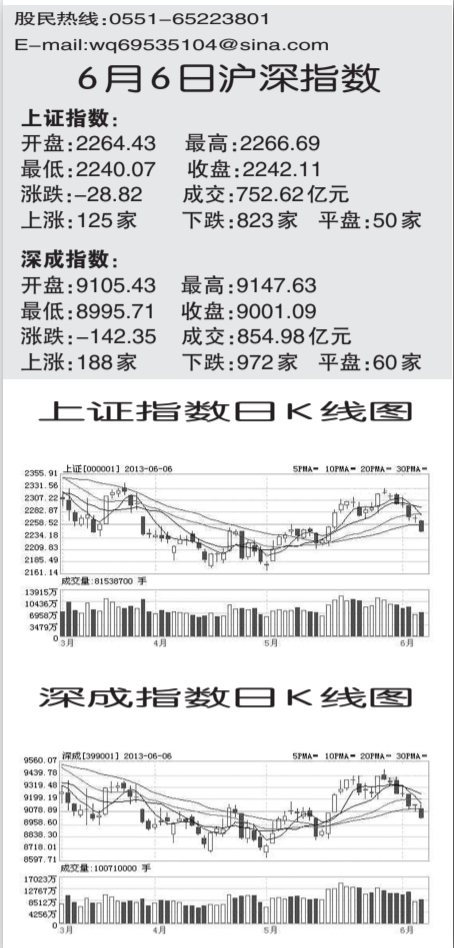 股民热线:0551-65223801
E-mail:wq69535104@sina.com
6月6日沪深指数
上证指数:
开盘:2264.43 最高:2266.69
最低:2240.07 收盘:2242.11
涨跌:-28.82 成交:752.62亿元
上涨:125家 下跌:823家 平盘:50家
深成指数:
开盘:9105.43 最高:9147.63
最低:8995.71 收盘:9001.09
涨跌:-142.35 成交:854.98亿元
上涨:188家 下跌:972家 平盘:60家
上证指数日K线图
上证[000001] 2013-06-06 5PMA 10PMA 20PMA 30PMA
2355.91
2331.56
2307.22
2282.87
2258.52
2234.18
2209.83
2185.49
2161.14
成交量:81538700 手
13915万
10436万
6958万
3479万
0
3月 4月 5月 6月
深成指数日K线图
深成[399001] 2013-06-06 5PMA 10PMA 20PMA 30PMA
9560.07
9439.78
9319.48
9199.19
9078.89
8958.60
8838.30
8718.01
8597.71
成交量:100710000 手
17023万
12767万
8512万
4256万
0
3月 4月 5月 6月